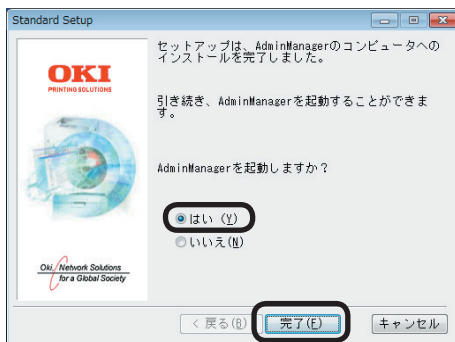 Standard Setup
OKI
PRINTING SOLUTIONS
セットアップは、AdminManagerのコンピュータへの
インストールを完了しました。
引き続き、AdminManagerを起動することができま
す。
AdminManagerを起動しますか？
はい (Y)
いいえ(N)
Oki, Network Solutions
for a Global Society
< 戻る(B)
完了(F)
キャンセル